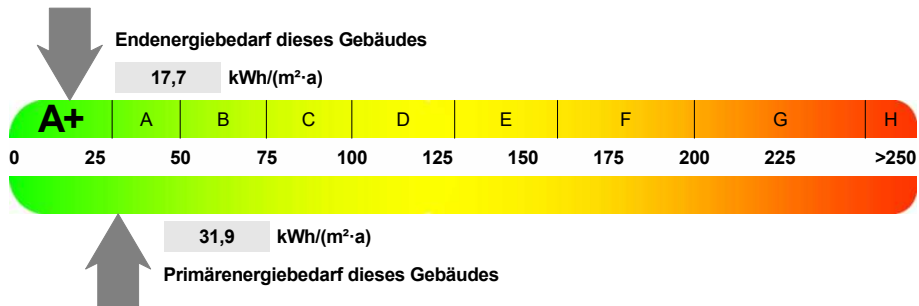 Endenergiebedarf dieses Gebäudes
17,7 kWh/(m²·a)
A+ A B C D E F G H
0 25 50 75 100 125 150 175 200 225 >250
31,9 kWh/(m²·a)
Primärenergiebedarf dieses Gebäudes